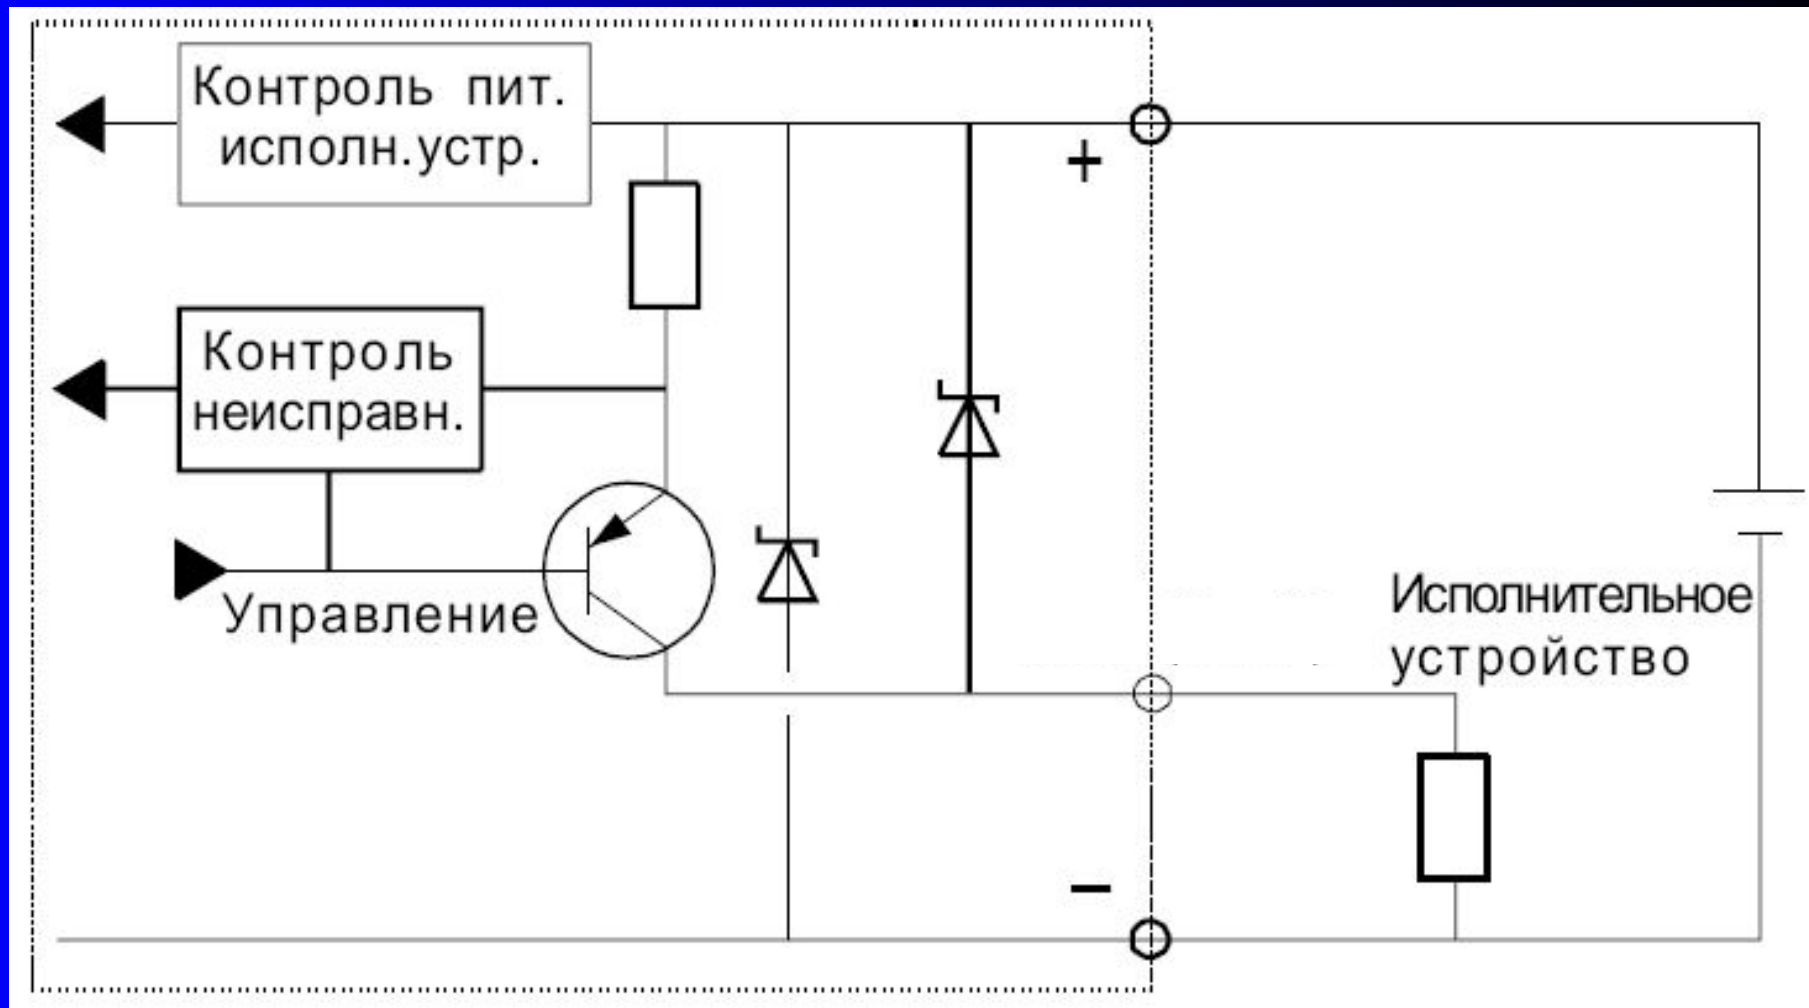 Контроль пит.
исполн.устр.
+
Контроль
неисправн.
Управление
Исполнительное
устройство
−